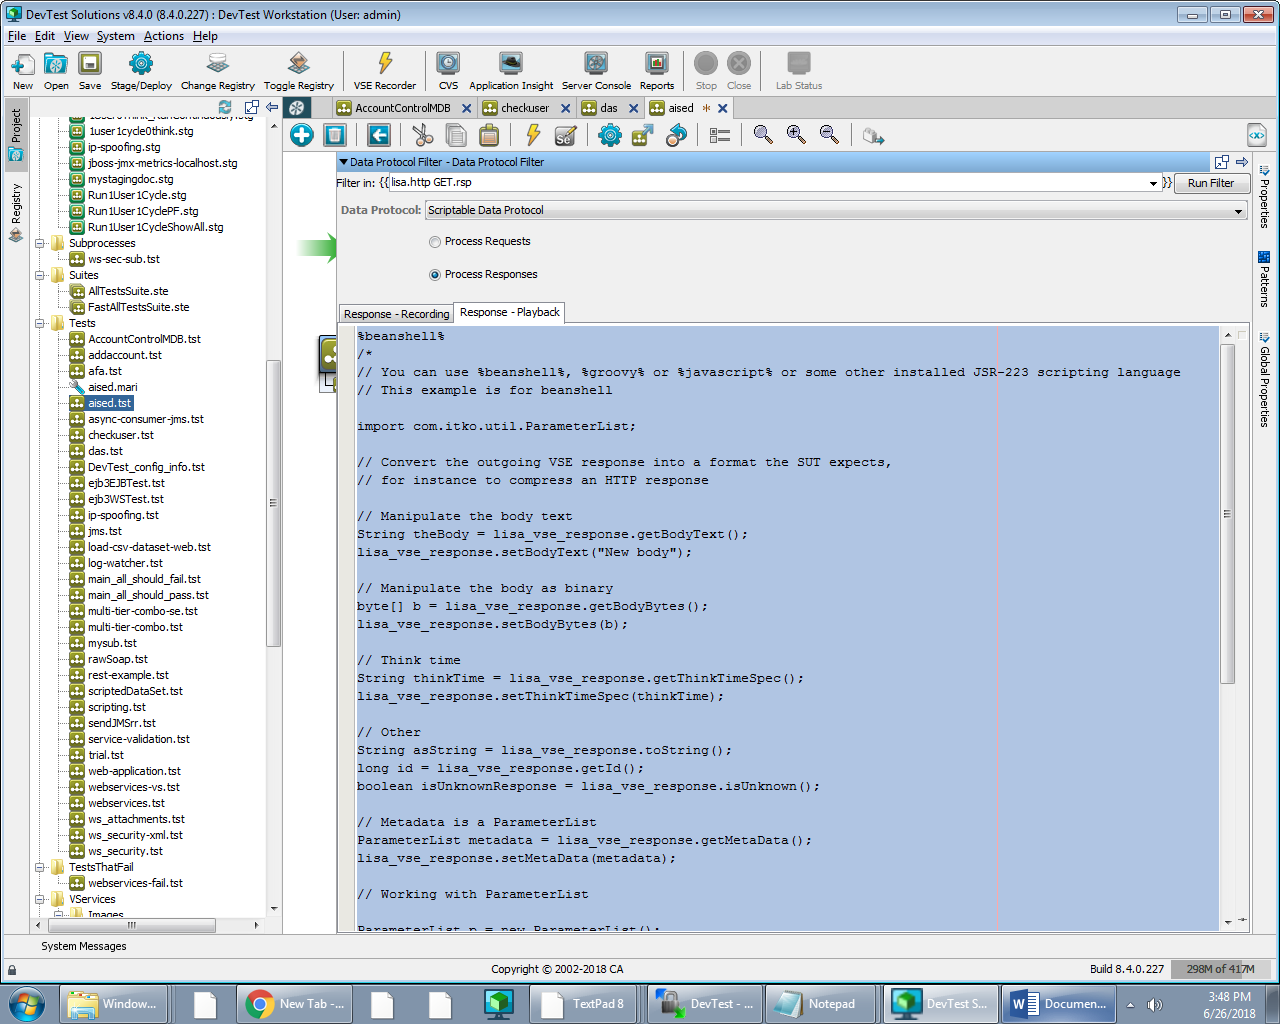 DevTest Solutions v8.4.0 (8.4.0.227) : DevTest Workstation (User: admin)
File Edit View System Actions Help
New Open Save Stage/Deploy Change Registry Toggle Registry VSE Recorder CVS Application Insight Server Console Reports Stop Close Lab Status
AccountControlMDB checkuser das aised
Project
Registry
1user1cycle0think.stg
ip-spoofing.stg
jboss-jmx-metrics-localhost.stg
mystagingdoc.stg
Run1User1Cycle.stg
Run1User1CyclePF.stg
Run1User1CycleShowAll.stg
Subprocesses
ws-sec-sub.tst
Suites
AllTestsSuite.ste
FastAllTestsSuite.ste
Tests
AccountControlMDB.tst
addaccount.tst
afa.tst
aised.mari
aised.tst
async-consumer-jms.tst
checkuser.tst
das.tst
DevTest_config_info.tst
ejb3EJBTest.tst
ejb3WSTest.tst
ip-spoofing.tst
jms.tst
load-csv-dataset-web.tst
log-watcher.tst
main_all_should_fail.tst
main_all_should_pass.tst
multi-tier-combo-se.tst
multi-tier-combo.tst
mysub.tst
rawSoap.tst
rest-example.tst
scriptedDataSet.tst
scripting.tst
sendJMSrr.tst
service-validation.tst
trial.tst
web-application.tst
webservices-vs.tst
webservices.tst
ws_attachments.tst
ws_security-xml.tst
ws_security.tst
TestsThatFail
webservices-fail.tst
VServices
Images
Data Protocol Filter - Data Protocol Filter
Filter in: {{lisa.http GET.rsp }} Run Filter
Data Protocol: Scriptable Data Protocol
Process Requests
Process Responses
Response - Recording Response - Playback
%beanshell%
/*
// You can use %beanshell%, %groovy% or %javascript% or some other installed JSR-223 scripting language
// This example is for beanshell
import com.itko.util.ParameterList;
// Convert the outgoing VSE response into a format the SUT expects,
// for instance to compress an HTTP response
// Manipulate the body text
String theBody = lisa_vse_response.getBodyText();
lisa_vse_response.setBodyText("New body");
// Manipulate the body as binary
byte[] b = lisa_vse_response.getBodyBytes();
lisa_vse_response.setBodyBytes(b);
// Think time
String thinkTime = lisa_vse_response.getThinkTimeSpec();
lisa_vse_response.setThinkTimeSpec(thinkTime);
// Other
String asString = lisa_vse_response.toString();
long id = lisa_vse_response.getId();
boolean isUnknownResponse = lisa_vse_response.isUnknown();
// Metadata is a ParameterList
ParameterList metadata = lisa_vse_response.getMetaData();
lisa_vse_response.setMetaData(metadata);
// Working with ParameterList
ParameterList p = new ParameterList();
Properties
Patterns
Global Properties
System Messages
Copyright © 2002-2018 CA
Build 8.4.0.227 298M of 417M
Window... New Tab -... TextPad 8 DevTest - ... Notepad DevTest S... Documen...
3:48 PM
6/26/2018